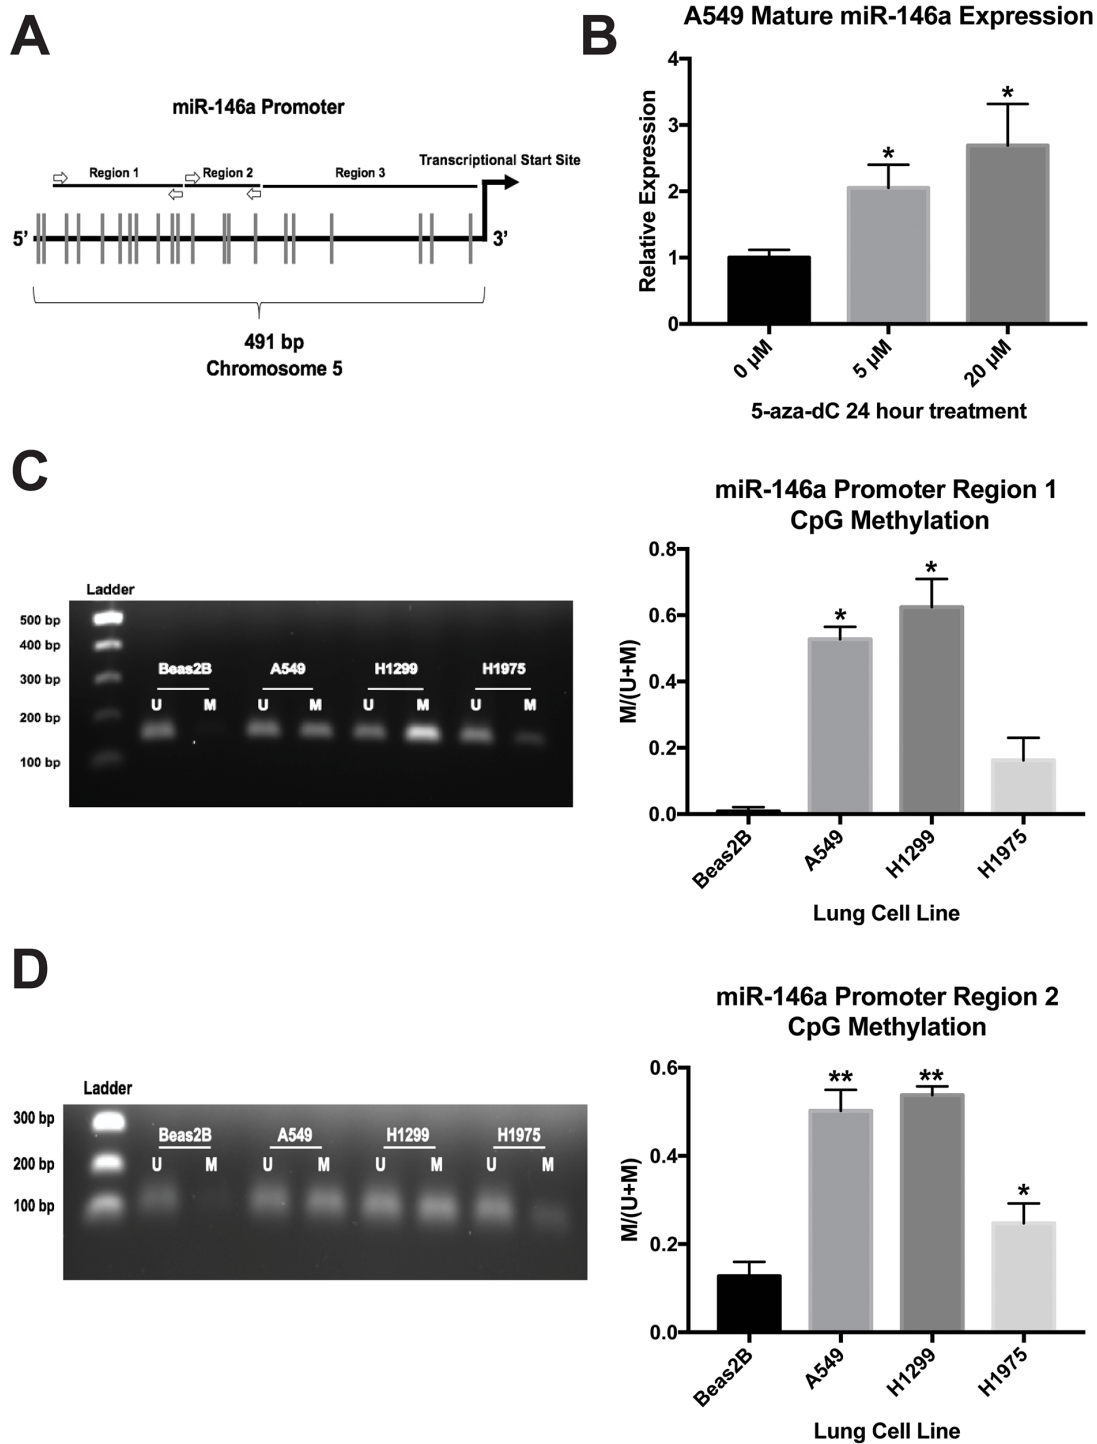 A
miR-146a Promoter
Region 1
Region 2
Region 3
Transcriptional Start Site
5’
3’
491 bp
Chromosome 5
B
A549 Mature miR-146a Expression
Relative Expression
4
3
2
1
0
*
*
0 µM
5 µM
20 µM
5-aza-dC 24 hour treatment
C
Ladder
500 bp
400 bp
300 bp
200 bp
100 bp
Beas2B
A549
H1299
H1975
U
M
U
M
U
M
U
M
miR-146a Promoter Region 1
CpG Methylation
M/(U+M)
0.8
0.6
0.4
0.2
0.0
*
*
Beas2B
A549
H1299
H1975
Lung Cell Line
D
Ladder
300 bp
200 bp
100 bp
Beas2B
A549
H1299
H1975
U
M
U
M
U
M
U
M
miR-146a Promoter Region 2
CpG Methylation
M/(U+M)
0.6
0.4
0.2
0.0
**
**
*
Beas2B
A549
H1299
H1975
Lung Cell Line